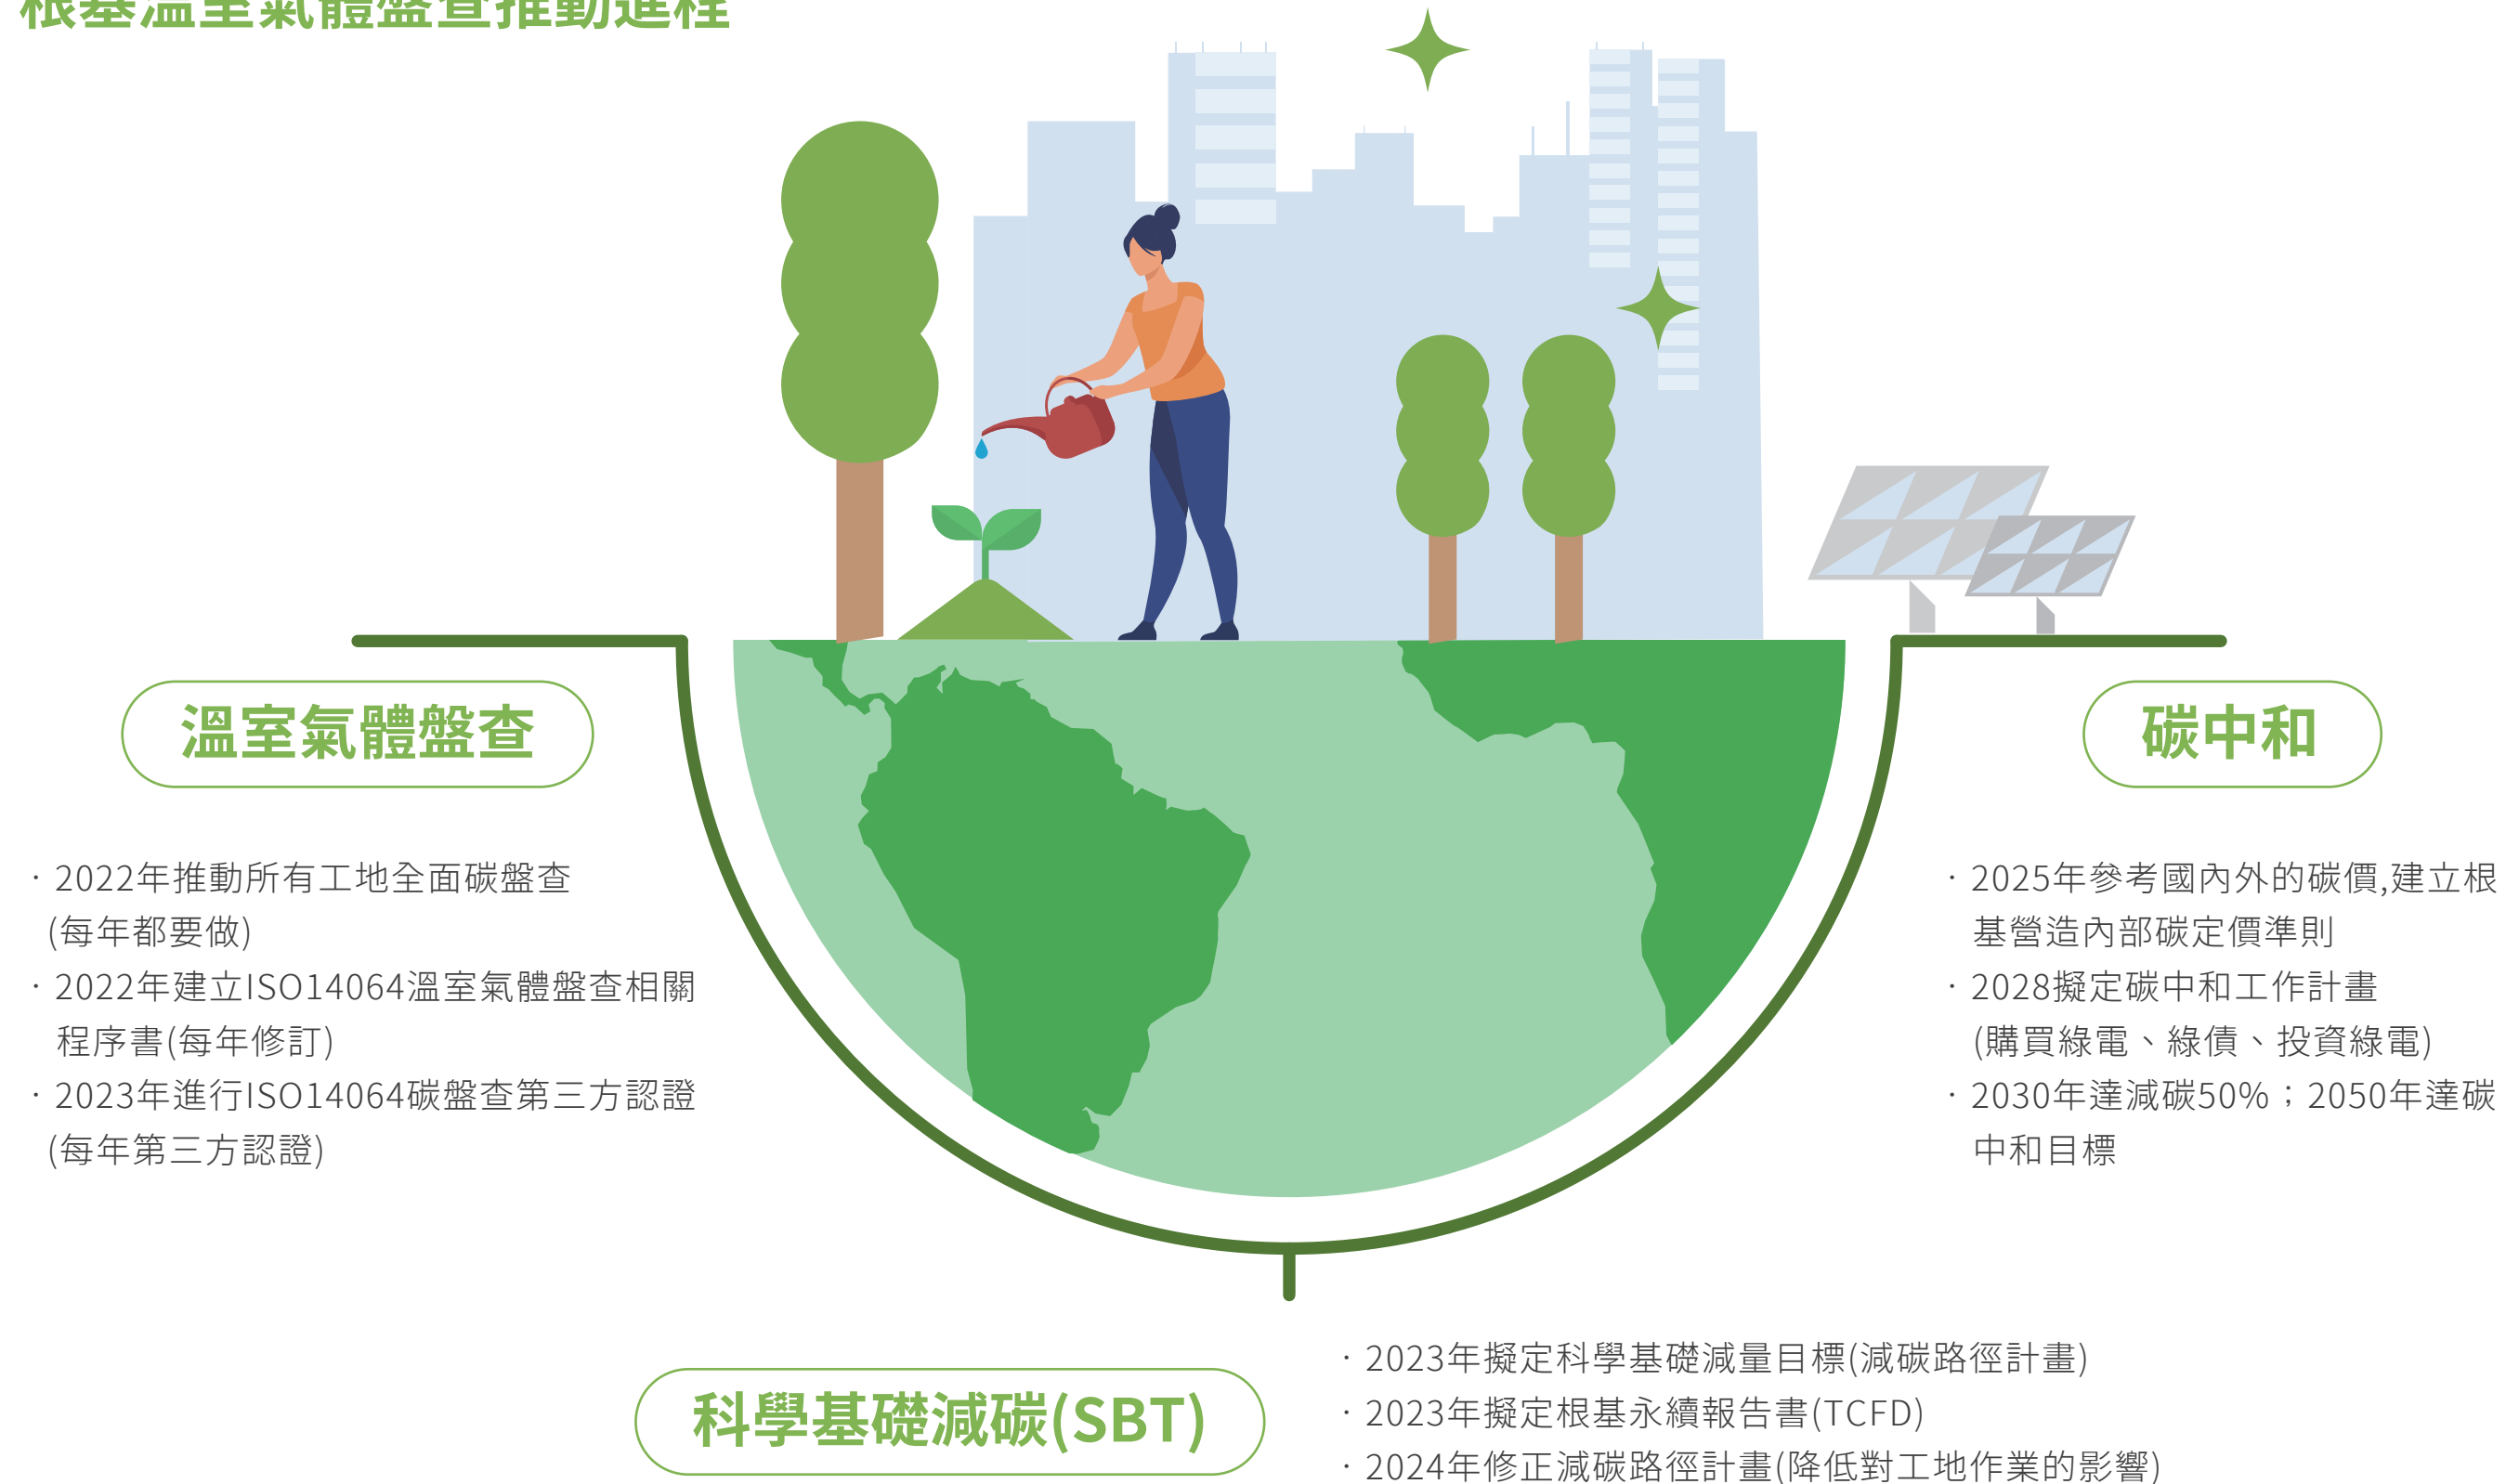 根基溫室氣體盤查推動進程
溫室氣體盤查
· 2022年推動所有工地全面碳盤查
(每年都要做)
· 2022年建立ISO14064溫室氣體盤查相關
程序書(每年修訂)
· 2023年進行ISO14064碳盤查第三方認證
(每年第三方認證)
碳中和
· 2025年參考國內外的碳價,建立根
基營造內部碳定價準則
· 2028擬定碳中和工作計畫
(購買綠電、綠債、投資綠電)
· 2030年達減碳50%；2050年達碳
中和目標
科學基礎減碳(SBT)
· 2023年擬定科學基礎減量目標(減碳路徑計畫)
· 2023年擬定根基永續報告書(TCFD)
· 2024年修正減碳路徑計畫(降低對工地作業的影響)